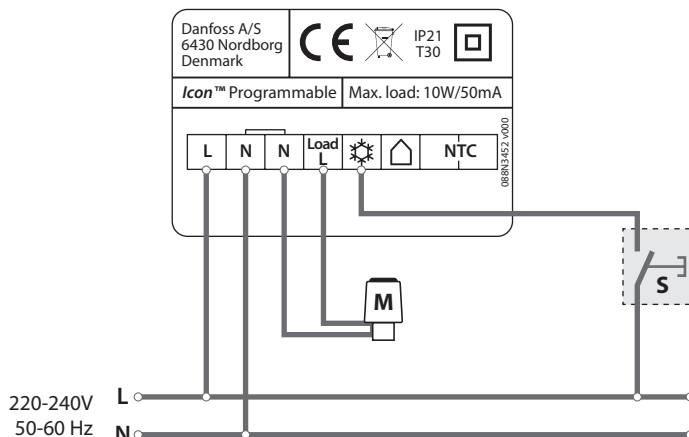 Danfoss A/S
6430 Nordborg
Denmark
CE
IP21
T30
Icon™ Programmable
Max. load: 10W/50mA
L N N Load L NTC
088N3452 v000
M
S
220-240V L
50-60 Hz N